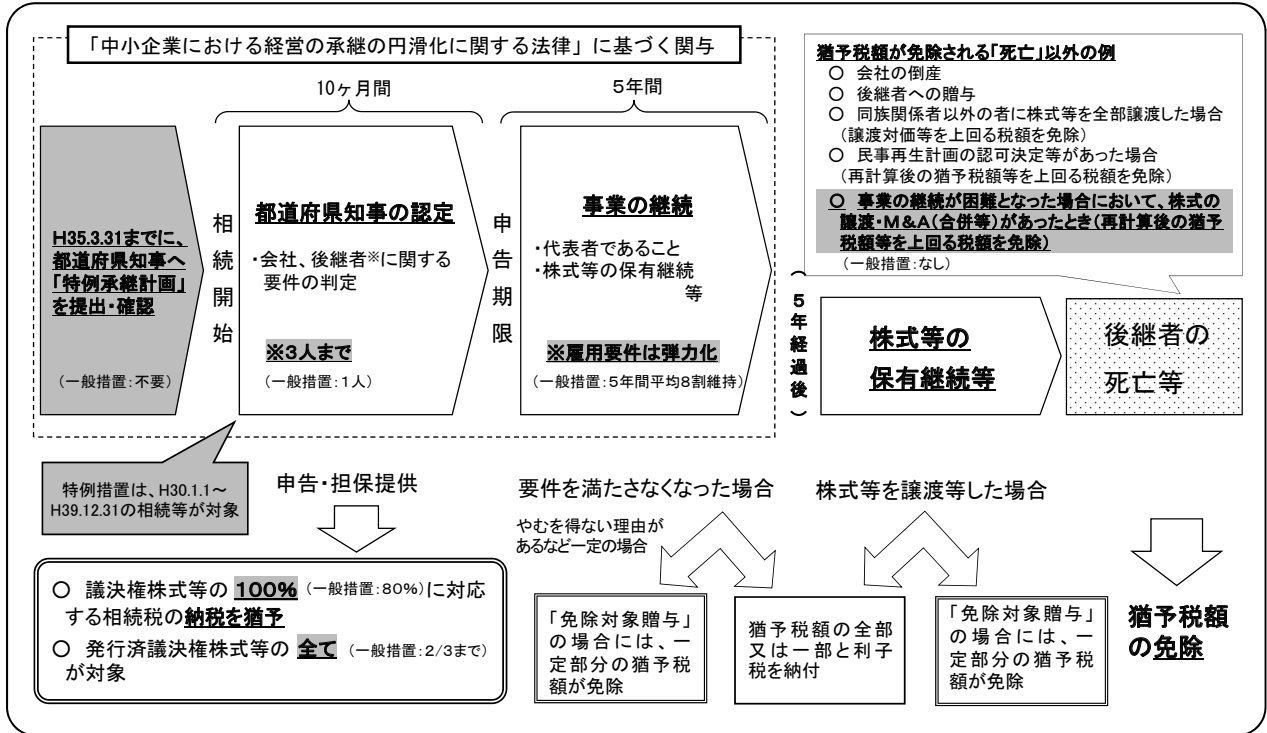 「中小企業における経営の承継の円滑化に関する法律」に基づく関与
10ヶ月間
5年間
H35.3.31までに、
都道府県知事へ
「特例承継計画」
を提出・確認
（一般措置：不要）
相続開始
都道府県知事の認定
・会社、後継者※に関する
要件の判定
※3人まで
（一般措置：1人）
申告期限
事業の継続
・代表者であること
・株式等の保有継続
等
※雇用要件は弾力化
（一般措置：5年間平均8割維持）
猶予税額が免除される「死亡」以外の例
○ 会社の倒産
○ 後継者への贈与
○ 同族関係者以外の者に株式等を全部譲渡した場合
（譲渡対価等を上回る税額を免除）
○ 民事再生計画の認可決定等があった場合
（再計算後の猶予税額等を上回る税額を免除）
○ 事業の継続が困難となった場合において、株式の
譲渡・M&A（合併等）があったとき（再計算後の猶予
税額等を上回る税額を免除）
（一般措置：なし）
（5年経過後）
株式等の
保有継続等
後継者の
死亡等
特例措置は、H30.1.1～
H39.12.31の相続等が対象
申告・担保提供
○ 議決権株式等の 100% （一般措置：80%）に対応
する相続税の納税を猶予
○ 発行済議決権株式等の 全て （一般措置：2/3まで）
が対象
要件を満たさなくなった場合
やむを得ない理由が
あるなど一定の場合
株式等を譲渡等した場合
「免除対象贈与」
の場合には、一
定部分の猶予税
額が免除
猶予税額の全部
又は一部と利子
税を納付
「免除対象贈与」
の場合には、一
定部分の猶予税
額が免除
猶予税額
の免除